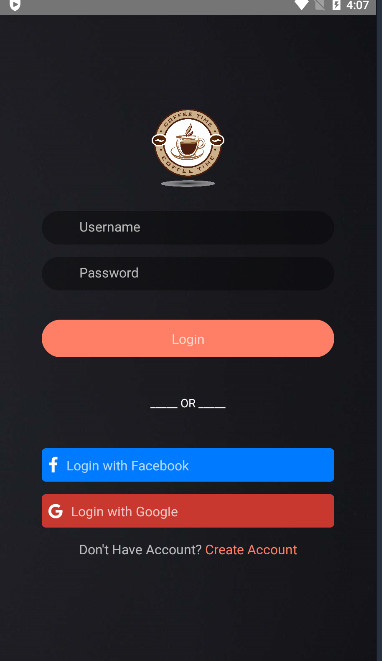 4:07
COFFEE TIME
COFFEE TIME
Username
Password
Login
_____ OR _____
f Login with Facebook
G Login with Google
Don't Have Account? Create Account